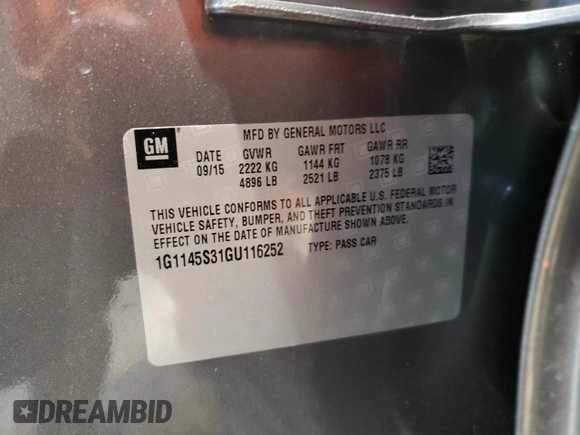 GM
MFD BY GENERAL MOTORS LLC
DATE GVWR GAWR FRT GAWR RR
09/15 2222 KG 1144 KG 1078 KG
4896 LB 2521 LB 2375 LB
THIS VEHICLE CONFORMS TO ALL APPLICABLE U.S. FEDERAL MOTOR
VEHICLE SAFETY, BUMPER, AND THEFT PREVENTION STANDARDS IN
EFFECT ON THE DATE OF MANUFACTURE SHOWN ABOVE.
1G1145S31GU116252 TYPE: PASS CAR
DREAMBID